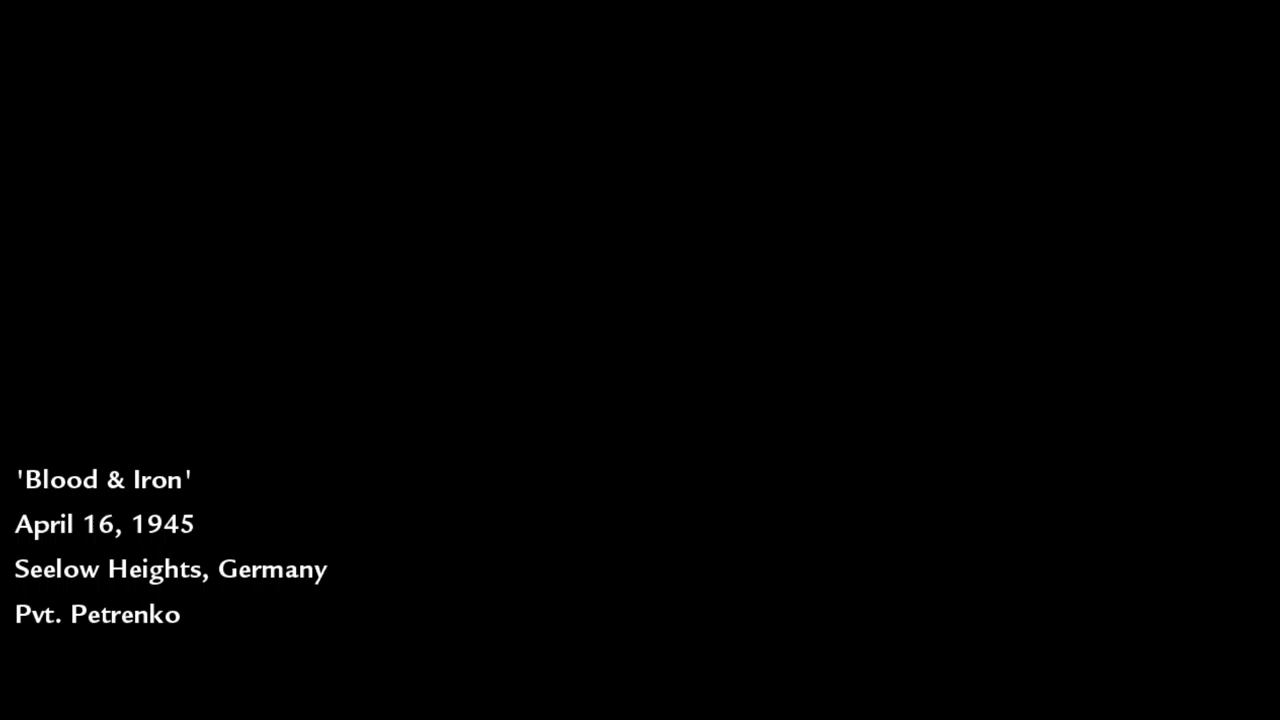 'Blood & Iron'
April 16, 1945
Seelow Heights, Germany
Pvt. Petrenko